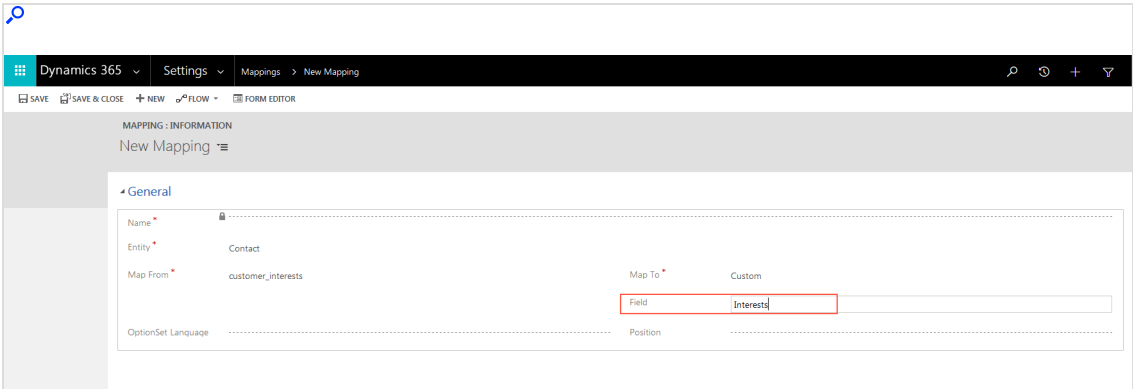 Dynamics 365 Settings Mappings > New Mapping
SAVE SAVE & CLOSE + NEW FLOW FORM EDITOR
MAPPING : INFORMATION
New Mapping
General
Name *
Entity * Contact
Map From * customer_interests Map To * Custom
Field Interests
OptionSet Language Position